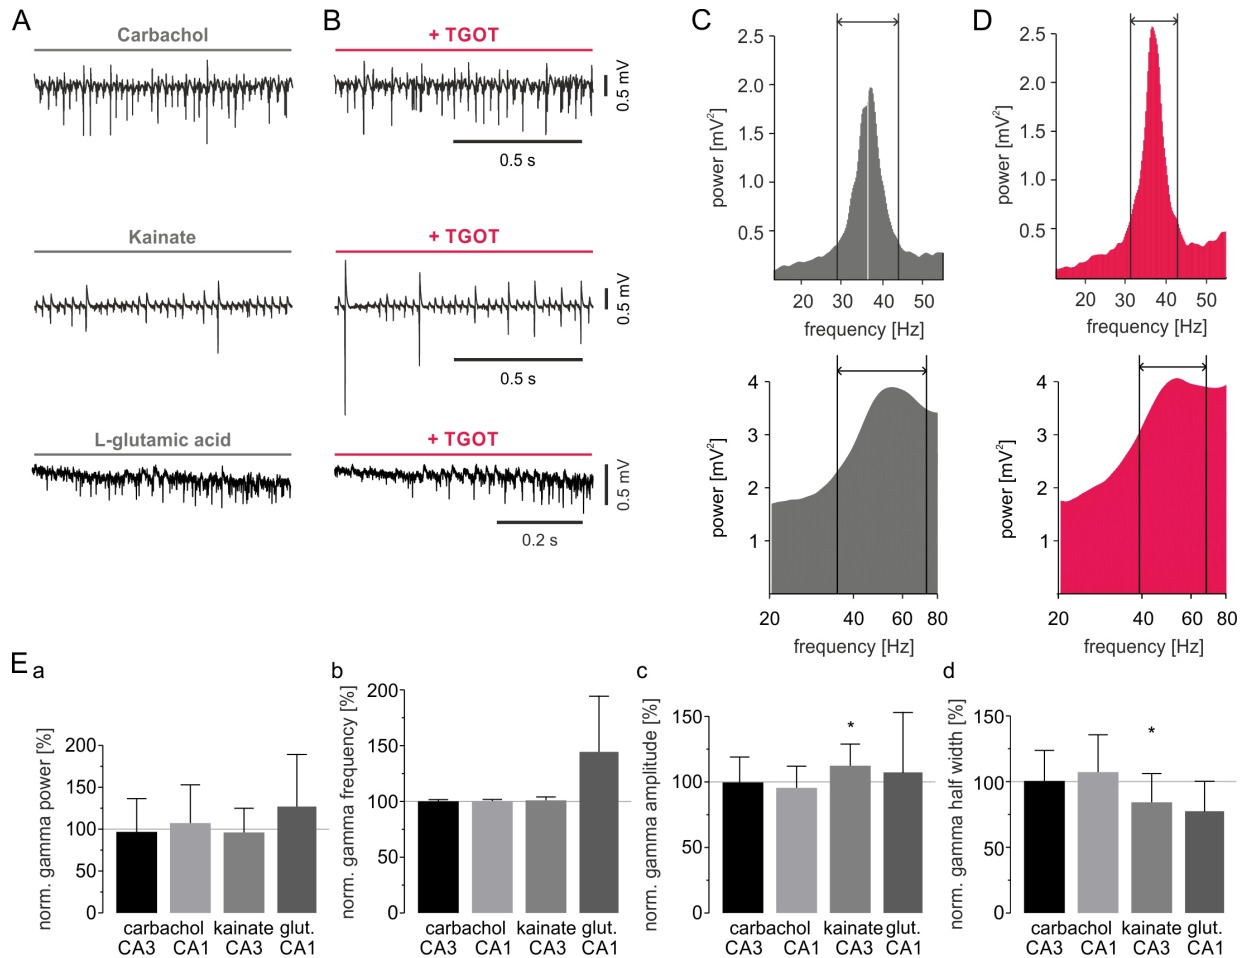 A
B
C
D
Carbachol
+ TGOT
0.5 mV
0.5 s
Kainate
+ TGOT
0.5 mV
0.5 s
L-glutamic acid
+ TGOT
0.5 mV
0.2 s
power [mV²]
2.5
2.0
1.5
1.0
0.5
20 30 40 50
frequency [Hz]
power [mV²]
2.5
2.0
1.5
1.0
0.5
20 30 40 50
frequency [Hz]
power [mV²]
4
3
2
1
20 40 60 80
frequency [Hz]
power [mV²]
4
3
2
1
20 40 60 80
frequency [Hz]
E
a
norm. gamma power [%]
200
150
100
50
0
carbachol kainate glut.
CA3 CA1 CA3 CA1
b
norm. gamma frequency [%]
200
150
100
50
0
carbachol kainate glut.
CA3 CA1 CA3 CA1
c
norm. gamma amplitude [%]
150
100
50
0
*
carbachol kainate glut.
CA3 CA1 CA3 CA1
d
norm. gamma half width [%]
150
100
50
0
*
carbachol kainate glut.
CA3 CA1 CA3 CA1